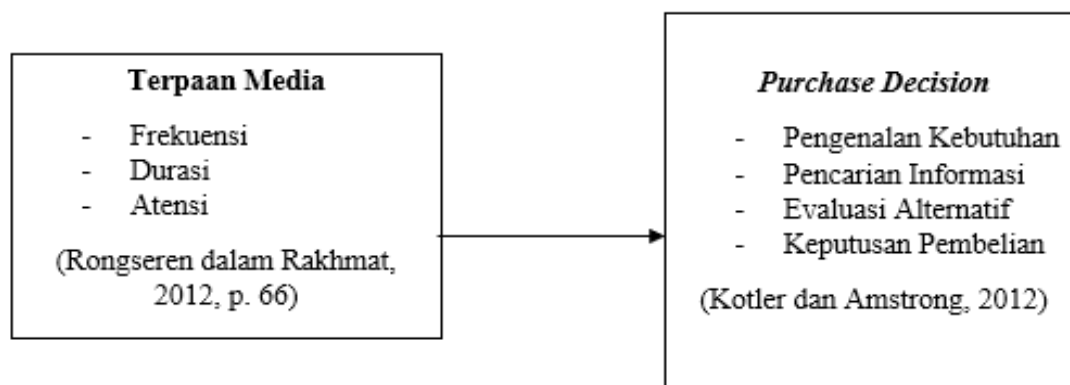 Terpaan Media
- Frekuensi
- Durasi
- Atensi
(Rongseren dalam Rakhmat,
2012, p. 66)
Purchase Decision
- Pengenalan Kebutuhan
- Pencarian Informasi
- Evaluasi Alternatif
- Keputusan Pembelian
(Kotler dan Amstrong, 2012)